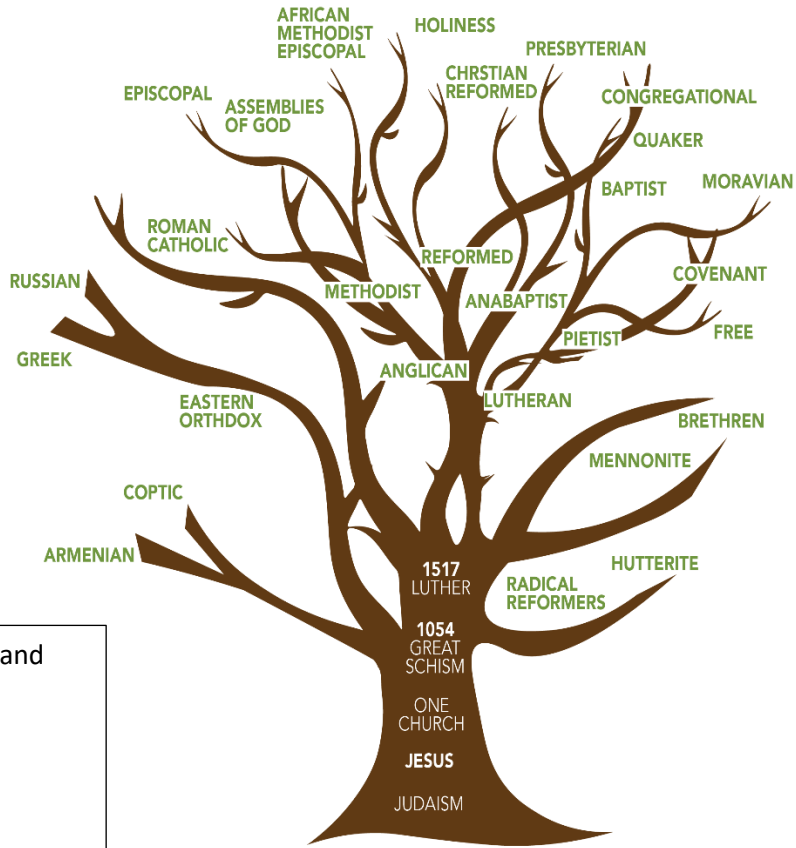 AFRICAN
METHODIST
EPISCOPAL
HOLINESS
PRESBYTERIAN
EPISCOPAL
ASSEMBLIES
OF GOD
CHRSTIAN
REFORMED
CONGREGATIONAL
QUAKER
BAPTIST
MORAVIAN
ROMAN
CATHOLIC
REFORMED
RUSSIAN
METHODIST
ANABAPTIST
COVENANT
GREEK
ANGLICAN
PIETIST
FREE
EASTERN
ORTHDOX
LUTHERAN
BRETHREN
MENNONITE
COPTIC
ARMENIAN
1517
LUTHER
RADICAL
REFORMERS
HUTTERITE
1054
GREAT
SCHISM
and
ONE
CHURCH
JESUS
JUDAISM